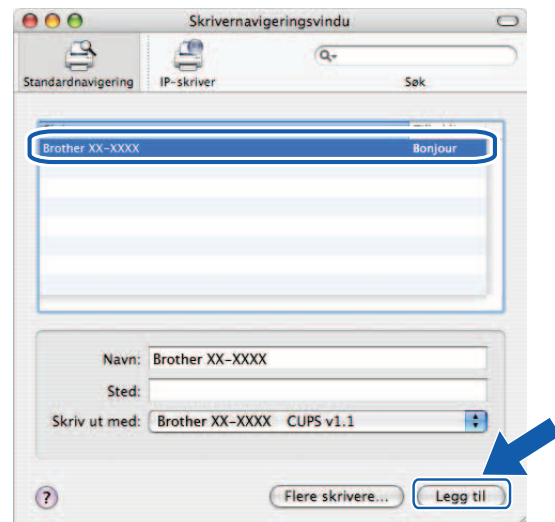 Skrivernavigeringsvindu
Q-
Standardnavigering IP-skriver Søk
Brother XX-XXXX Bonjour
Navn: Brother XX-XXXX
Sted:
Skriv ut med: Brother XX-XXXX CUPS v1.1
? Flere skrivere... Legg til